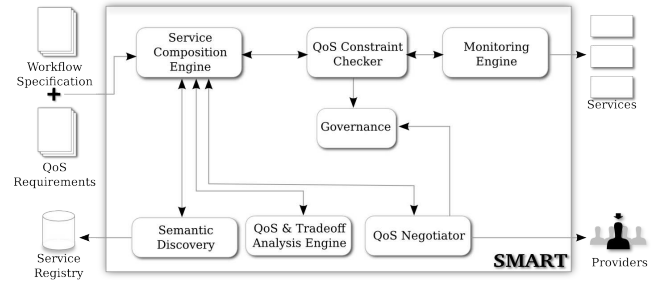 Workflow
Specification
+
QoS
Requirements
Service
Composition
Engine
QoS Constraint
Checker
Monitoring
Engine
Services
Governance
Semantic
Discovery
QoS & Tradeoff
Analysis Engine
QoS Negotiator
SMART
Service
Registry
Providers